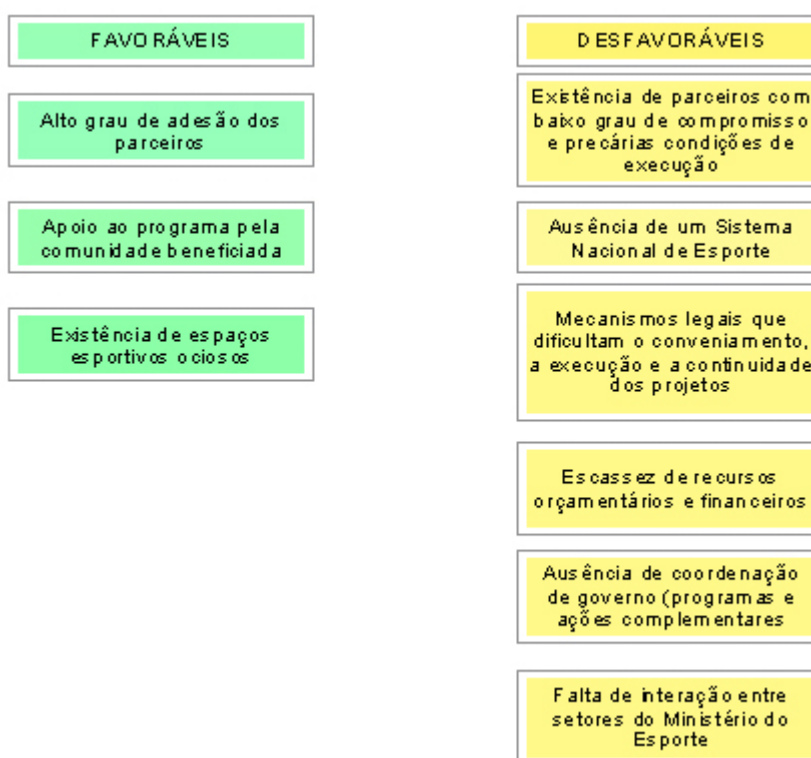 FAVORÁVEIS
Alto grau de adesão dos
parceiros
Apoio ao programa pela
comunidade beneficiada
Existência de espaços
esportivos ociosos
DESFAVORÁVEIS
Existência de parceiros com
baixo grau de compromisso
e precárias condições de
execução
Ausência de um Sistema
Nacional de Esporte
Mecanismos legais que
dificultam o conveniamento,
a execução e a continuidade
dos projetos
Escassez de recursos
orçamentários e financeiros
Ausência de coordenação
de governo (programas e
ações complementares
Falta de interação entre
setores do Ministério do
Esporte